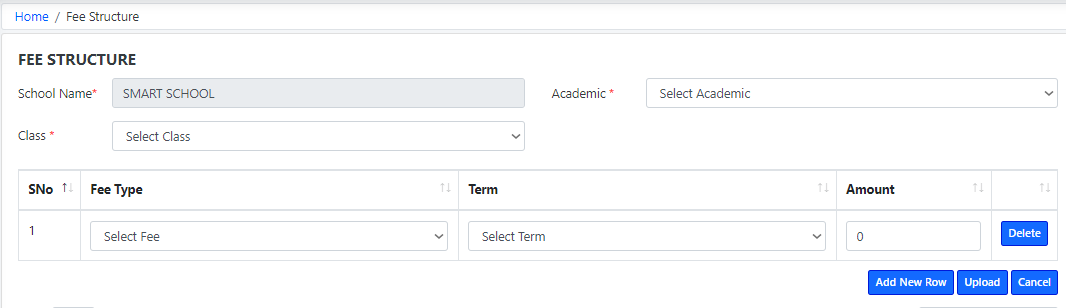 Home / Fee Structure
FEE STRUCTURE
School Name* SMART SCHOOL Academic * Select Academic
Class * Select Class
SNo Fee Type Term Amount
1 Select Fee Select Term 0 Delete
Add New Row Upload Cancel